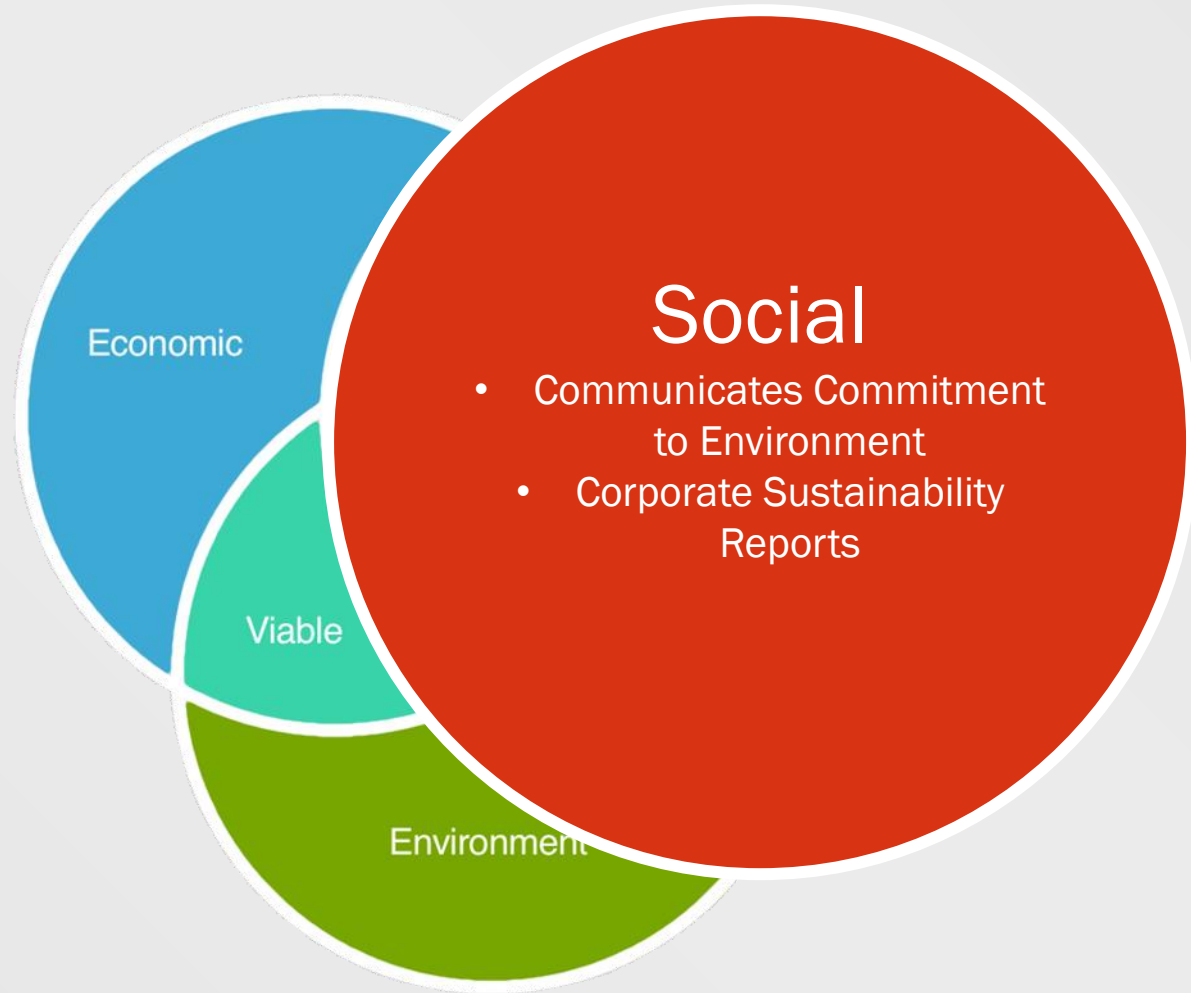 Social
• Communicates Commitment
to Environment
• Corporate Sustainability
Reports
Economic
Viable
Environment